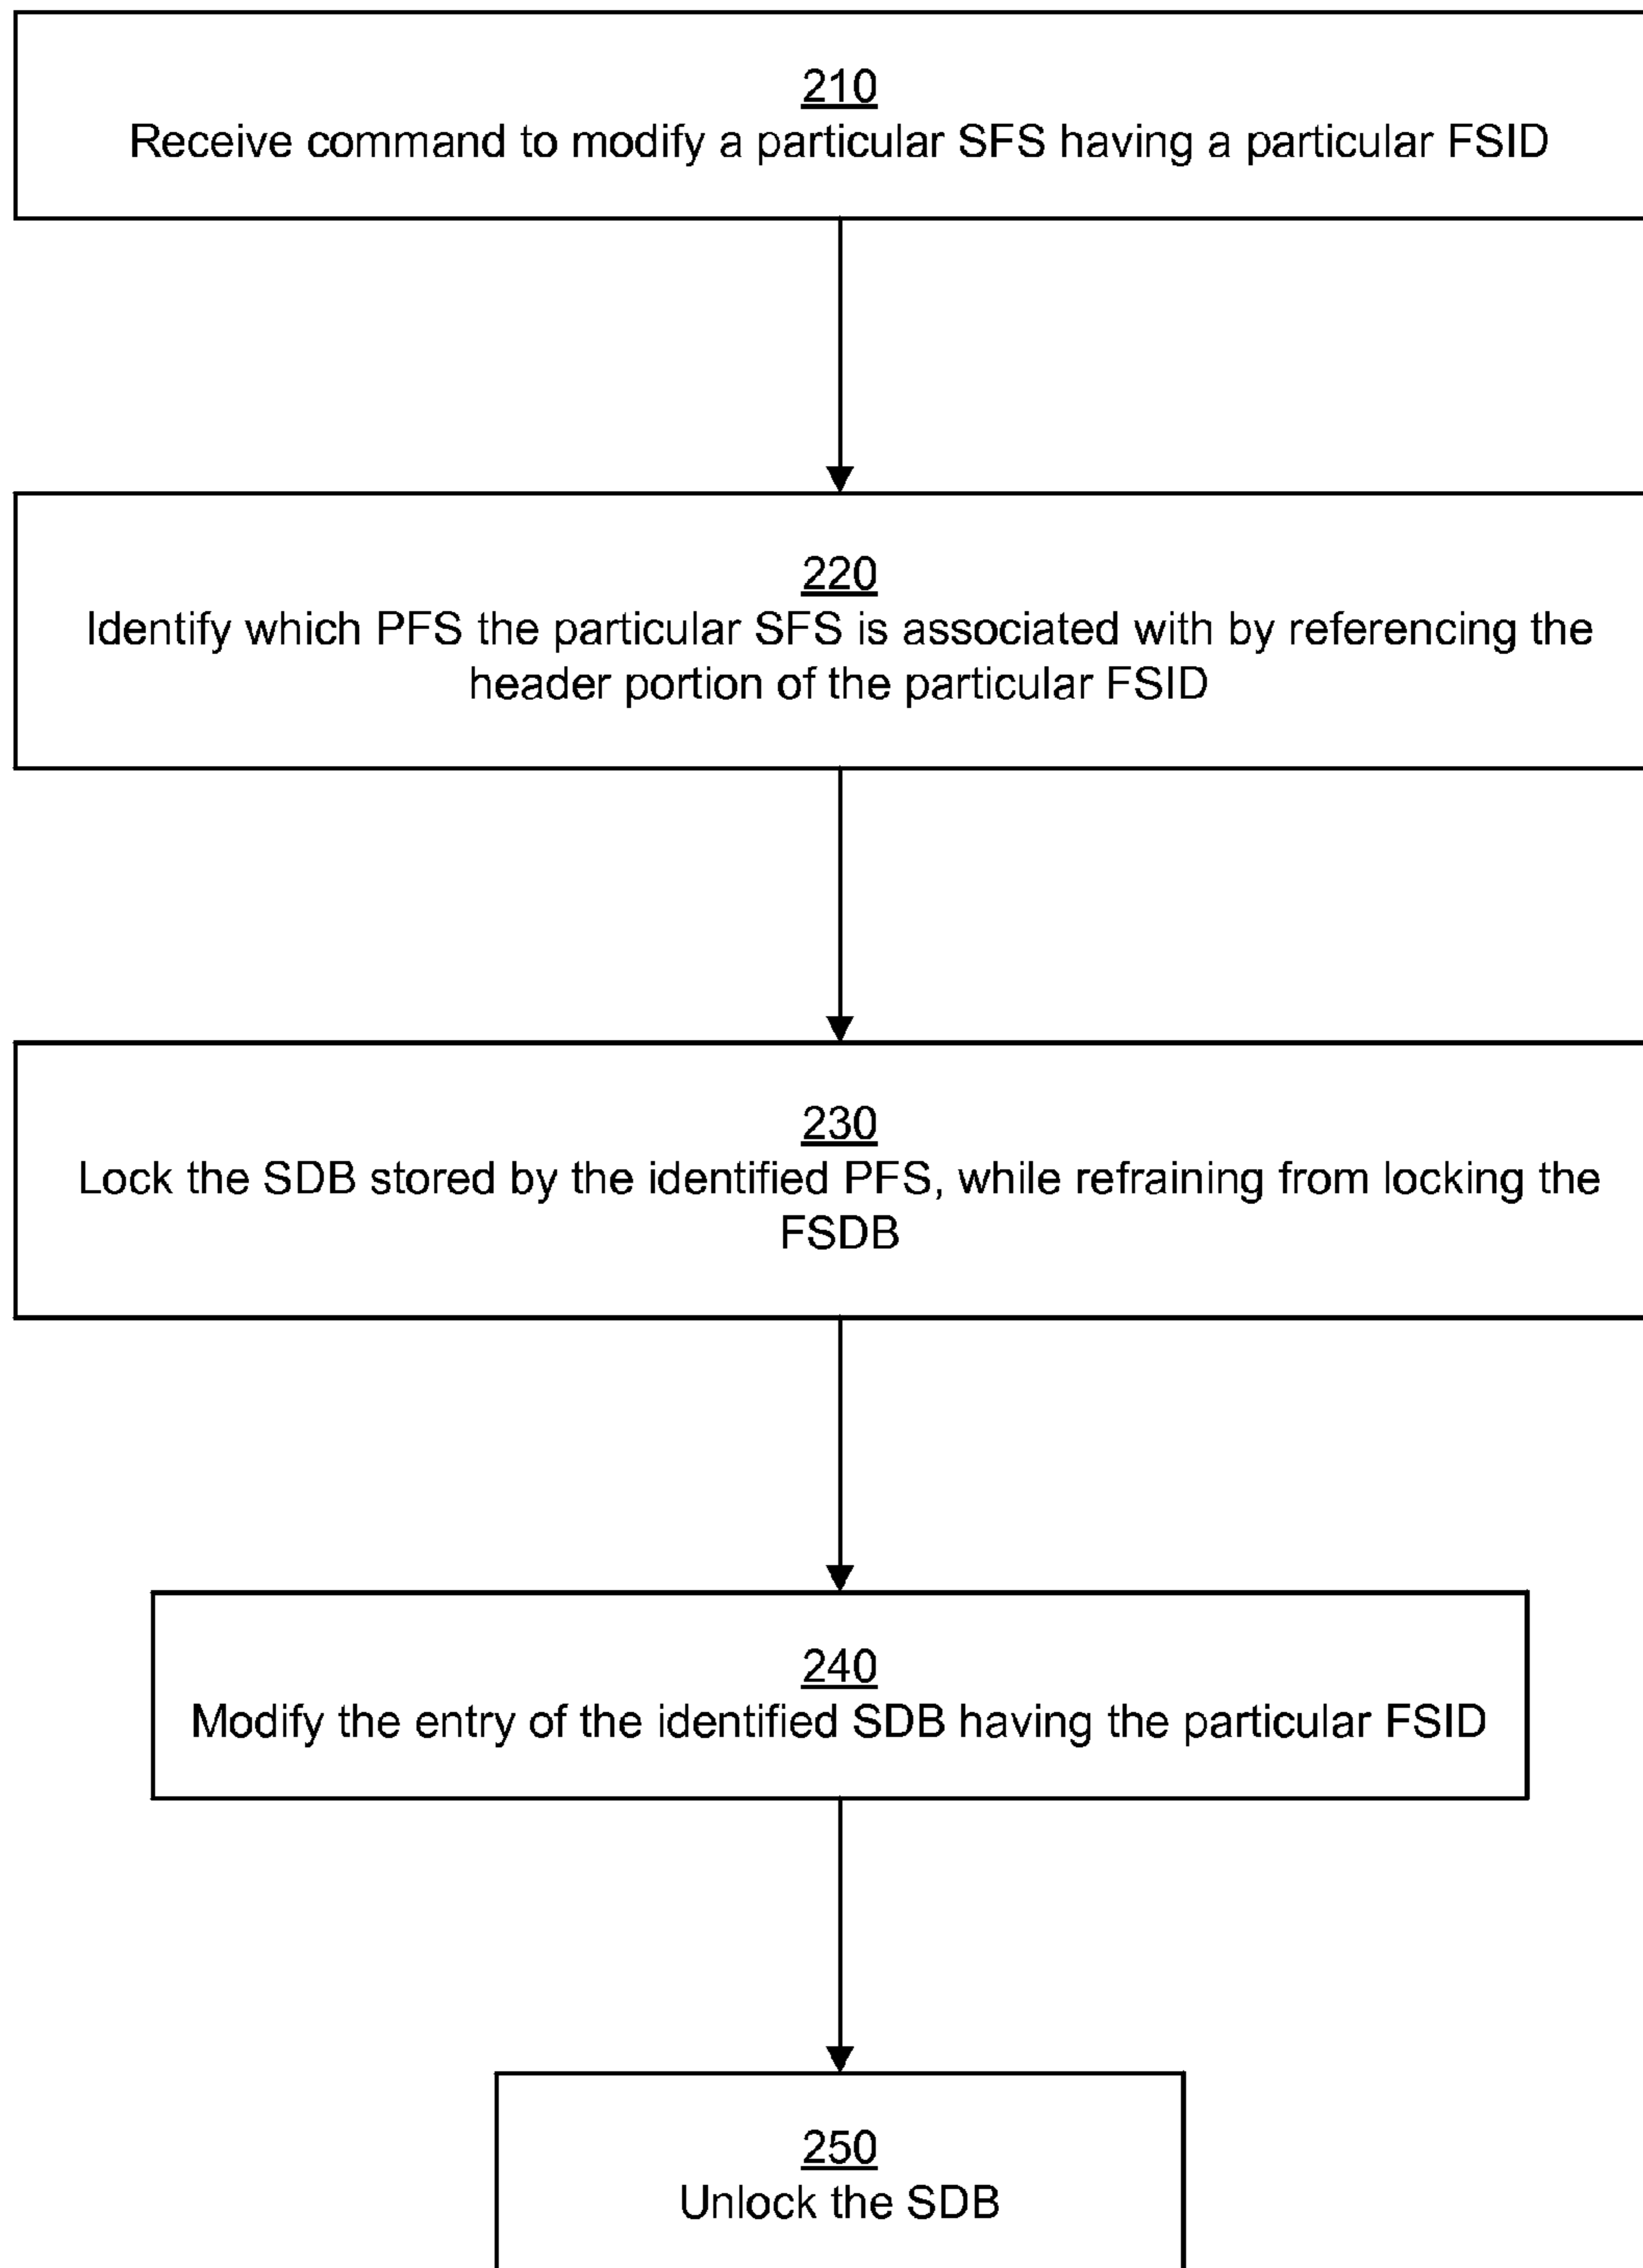 210
Receive command to modify a particular SFS having a particular FSID
220
Identify which PFS the particular SFS is associated with by referencing the
header portion of the particular FSID
230
Lock the SDB stored by the identified PFS, while refraining from locking the
FSDB
240
Modify the entry of the identified SDB having the particular FSID
250
Unlock the SDB